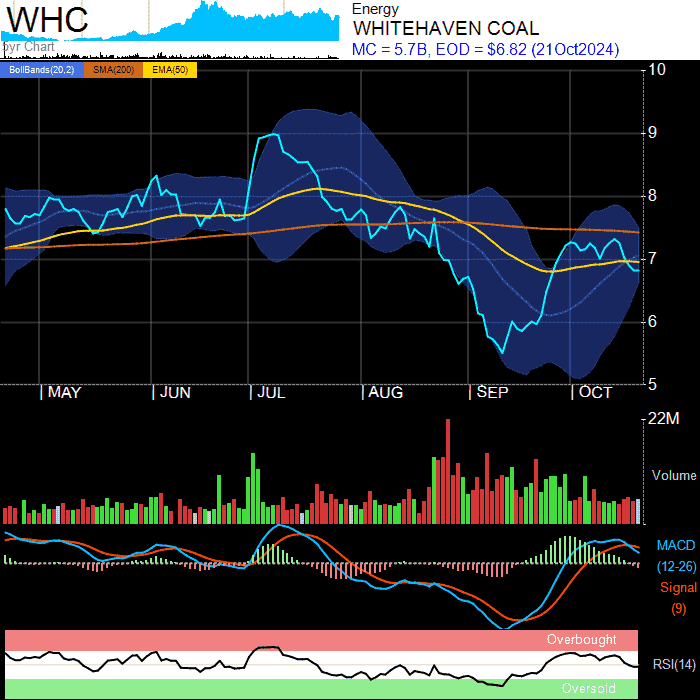 WHC
5yr Chart
Energy
WHITEHAVEN COAL
MC = 5.7B, EOD = $6.82 (21Oct2024)
BollBands(20,2) SMA(200) EMA(50)
10
9
8
7
6
5
MAY JUN JUL AUG SEP OCT
22M
Volume
MACD
(12-26)
Signal
(9)
Overbought
RSI(14)
Oversold